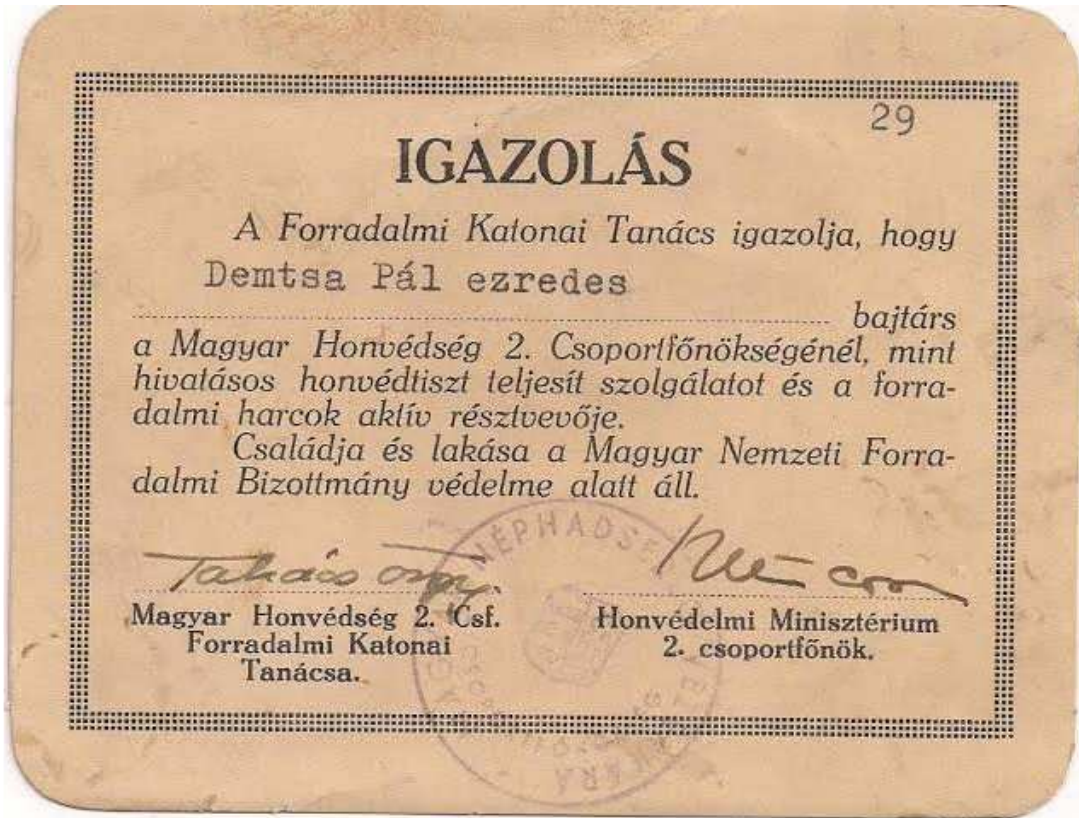 29
IGAZOLÁS
A Forradalmi Katonai Tanács igazolja, hogy
Demtsa Pál ezredes
bajtárs
a Magyar Honvédség 2. Csoportfőnökségénél, mint
hivatásos honvédtiszt teljesít szolgálatot és a forra-
dalmi harcok aktív résztvevője.
Családja és lakása a Magyar Nemzeti Forra-
dalmi Bizottmány védelme alatt áll.
NÉPHADSE
Takács őrgy.
Magyar Honvédség 2. Csf.
Forradalmi Katonai
Tanácsa.
Honvédelmi Minisztérium
2. csoportfőnök.